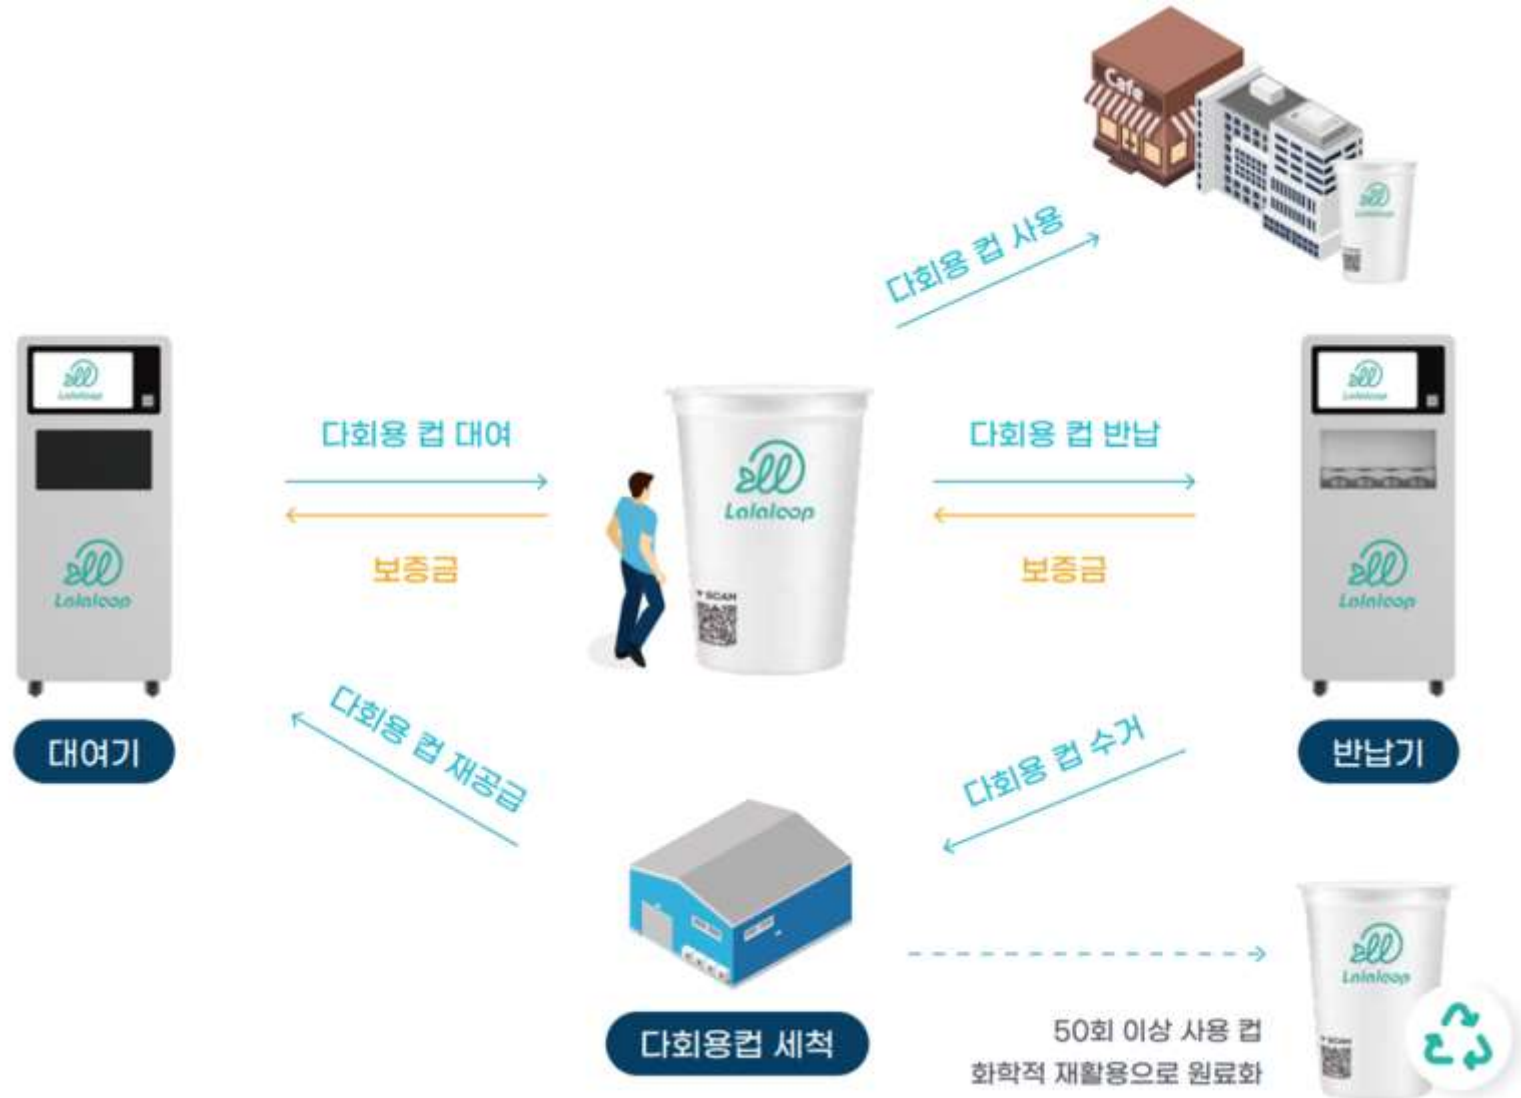 Cafe
다회용 컵 사용
Lalaloop
Lalaloop
Lalaloop
다회용 컵 대여
보증금
Lalaloop
SCAN
다회용 컵 반납
보증금
Lalaloop
Lalaloop
대여기
다회용 컵 재공급
다회용 컵 수거
반납기
다회용컵 세척
50회 이상 사용 컵
화학적 재활용으로 원료화
Lalaloop
SCAN